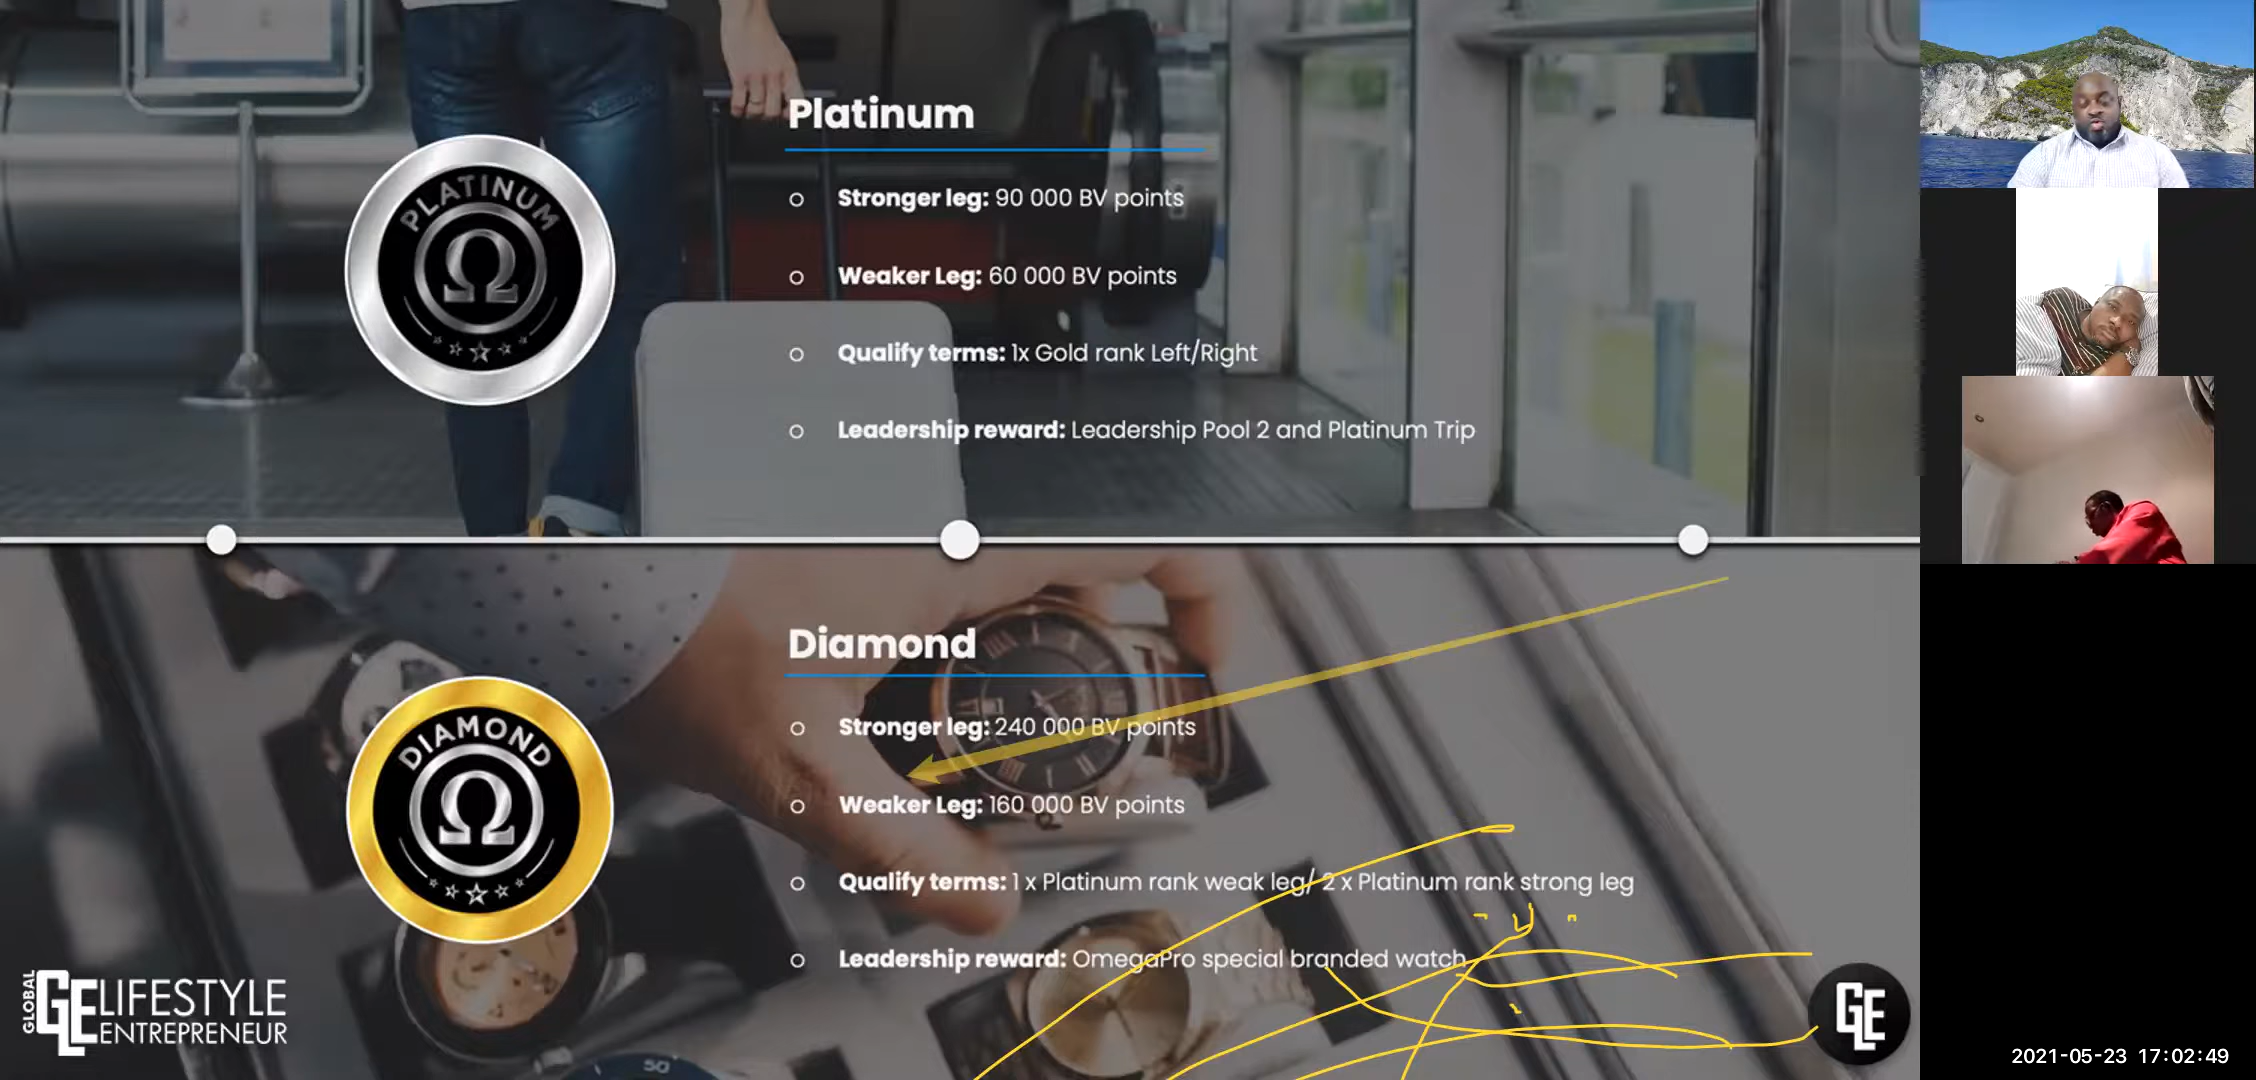 Platinum
PLATINUM
Stronger leg: 90 000 BV points
Weaker Leg: 60 000 BV points
Qualify terms: 1x Gold rank Left/Right
Leadership reward: Leadership Pool 2 and Platinum Trip
Diamond
DIAMOND
Stronger leg: 240 000 BV points
Weaker Leg: 160 000 BV points
Qualify terms: 1 x Platinum rank weak leg/ 2 x Platinum rank strong leg
Leadership reward: OmegaPro special branded watch
GLOBAL GLE LIFESTYLE
ENTREPRENEUR
50
GLE
2021-05-23 17:02:49